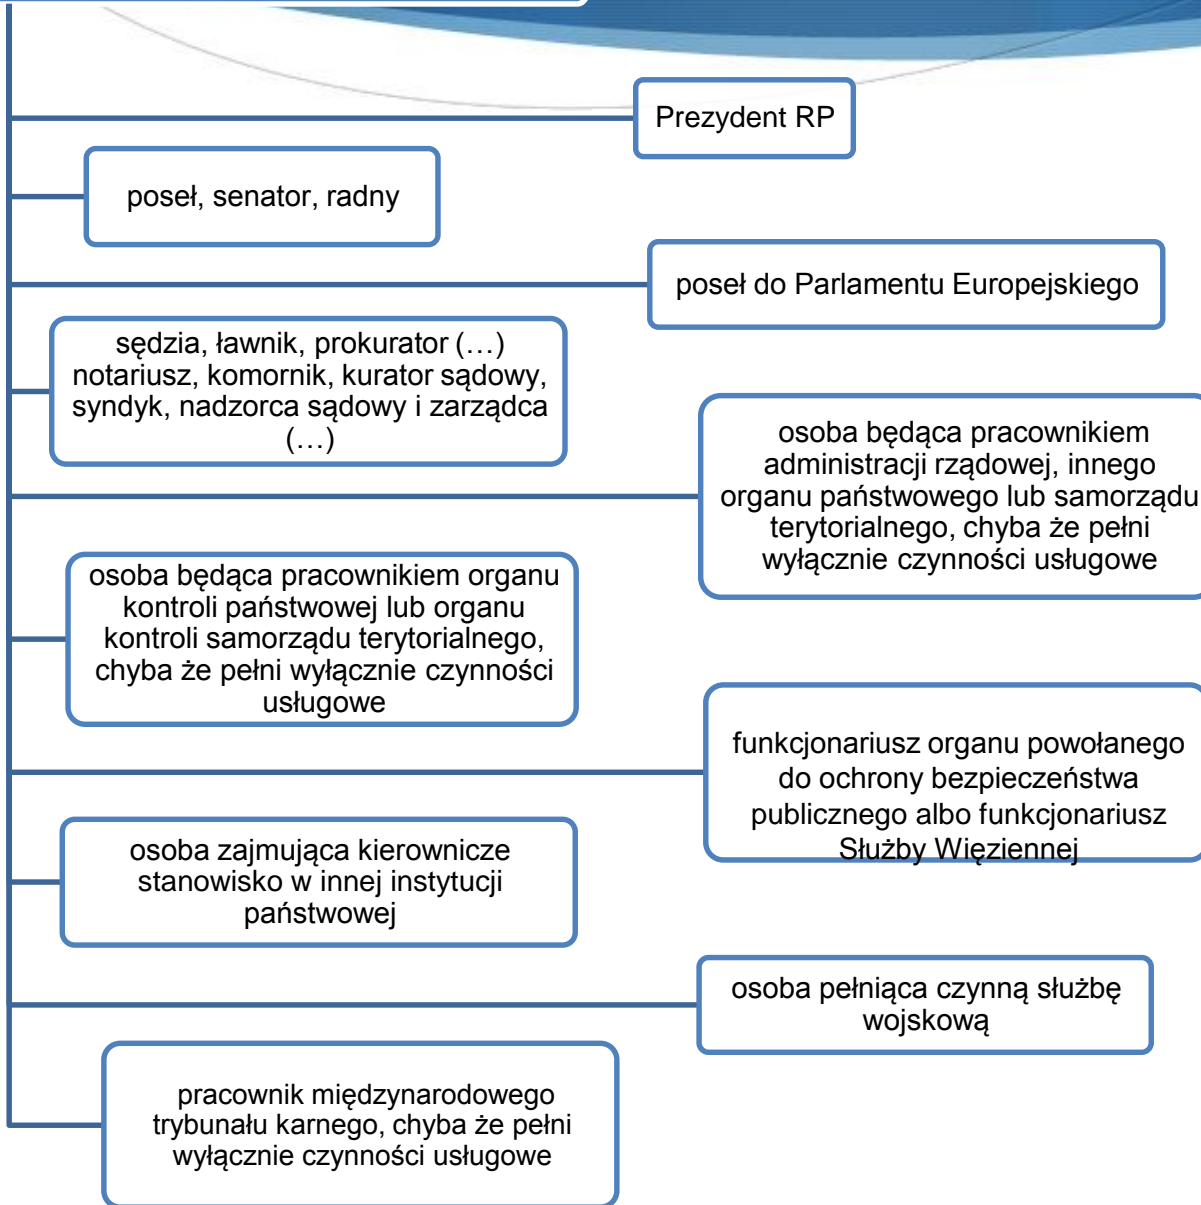 Prezydent RP
poseł, senator, radny
poseł do Parlamentu Europejskiego
sędzia, ławnik, prokurator (…)
notariusz, komornik, kurator sądowy,
syndyk, nadzorca sądowy i zarządca
(…)
osoba będąca pracownikiem
administracji rządowej, innego
organu państwowego lub samorządu
terytorialnego, chyba że pełni
wyłącznie czynności usługowe
osoba będąca pracownikiem organu
kontroli państwowej lub organu
kontroli samorządu terytorialnego,
chyba że pełni wyłącznie czynności
usługowe
funkcjonariusz organu powołanego
do ochrony bezpieczeństwa
publicznego albo funkcjonariusz
Służby Więziennej
osoba zajmująca kierownicze
stanowisko w innej instytucji
państwowej
osoba pełniąca czynną służbę
wojskową
pracownik międzynarodowego
trybunału karnego, chyba że pełni
wyłącznie czynności usługowe